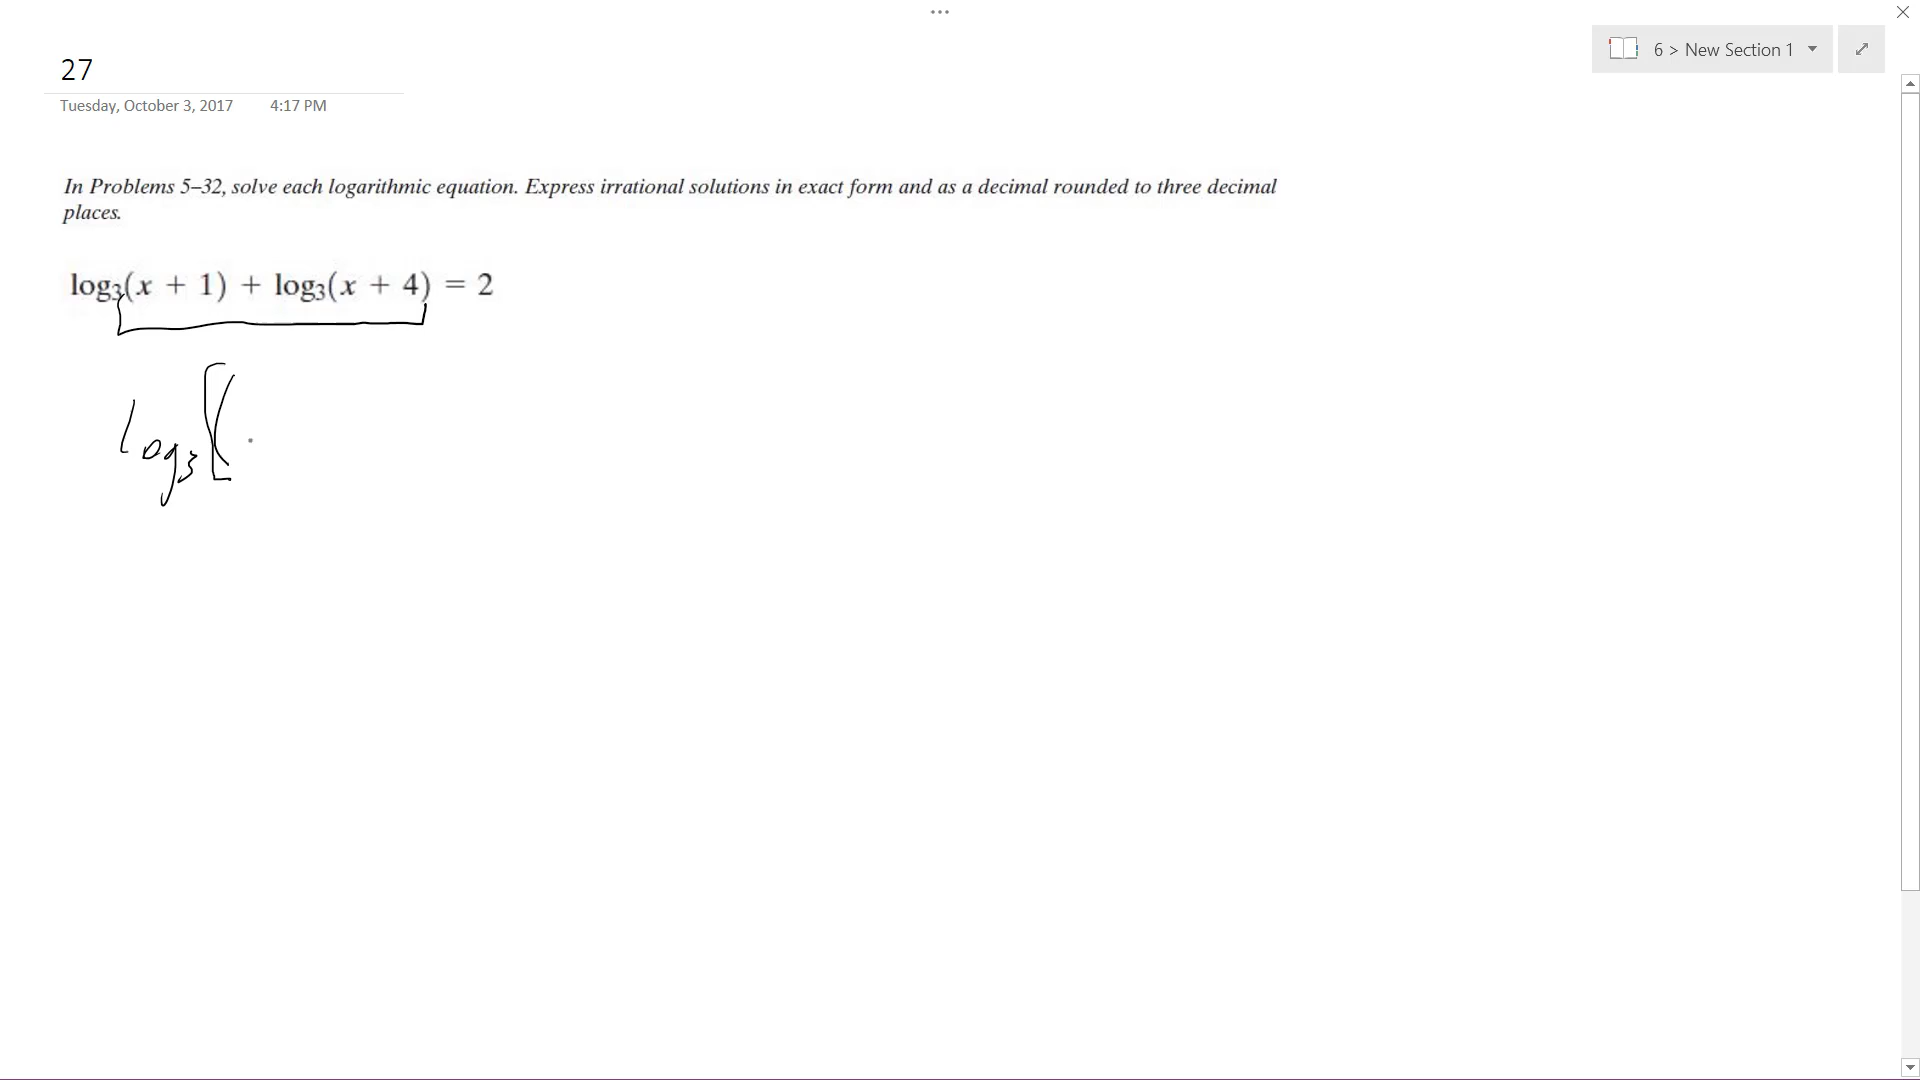 6 > New Section 1
27
Tuesday, October 3, 2017 4:17 PM
In Problems 5–32, solve each logarithmic equation. Express irrational solutions in exact form and as a decimal rounded to three decimal
places.
log₃(x + 1) + log₃(x + 4) = 2
log₃[(